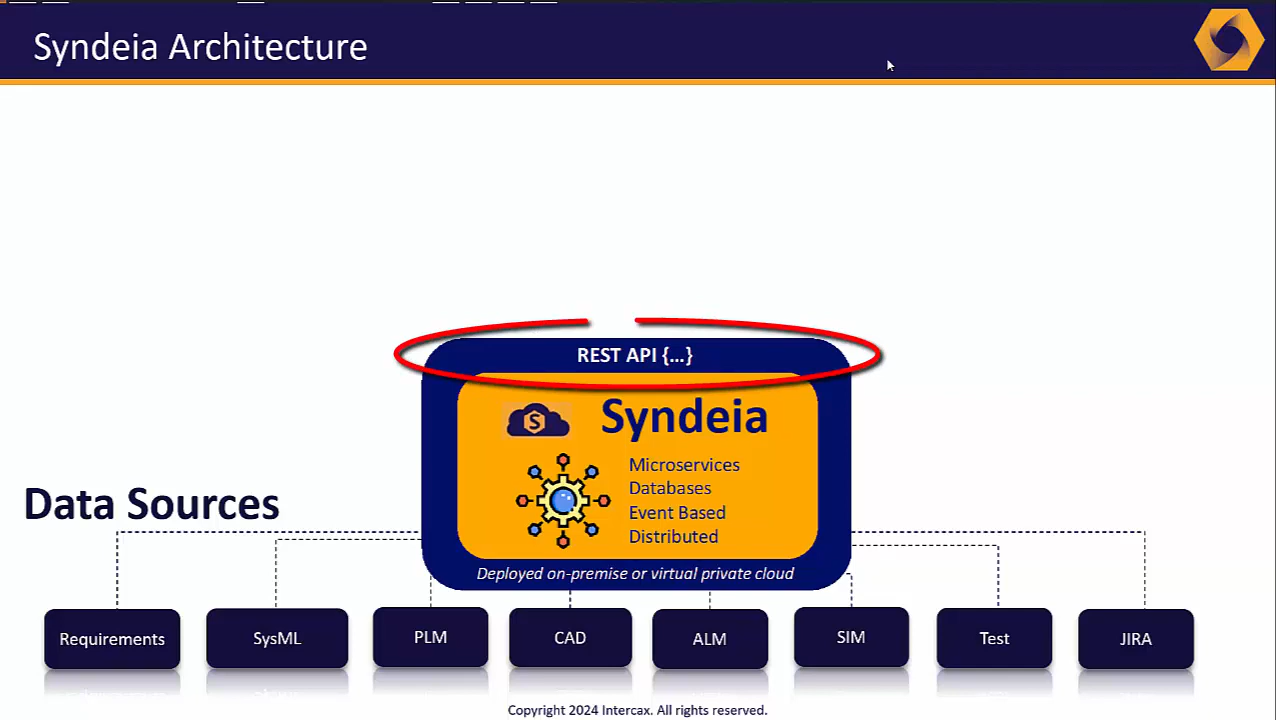 Syndeia Architecture
REST API {...}
S
Syndeia
Microservices
Databases
Event Based
Distributed
Data Sources
Deployed on-premise or virtual private cloud
Requirements
SysML
PLM
CAD
ALM
SIM
Test
JIRA
Copyright 2024 Intercax. All rights reserved.